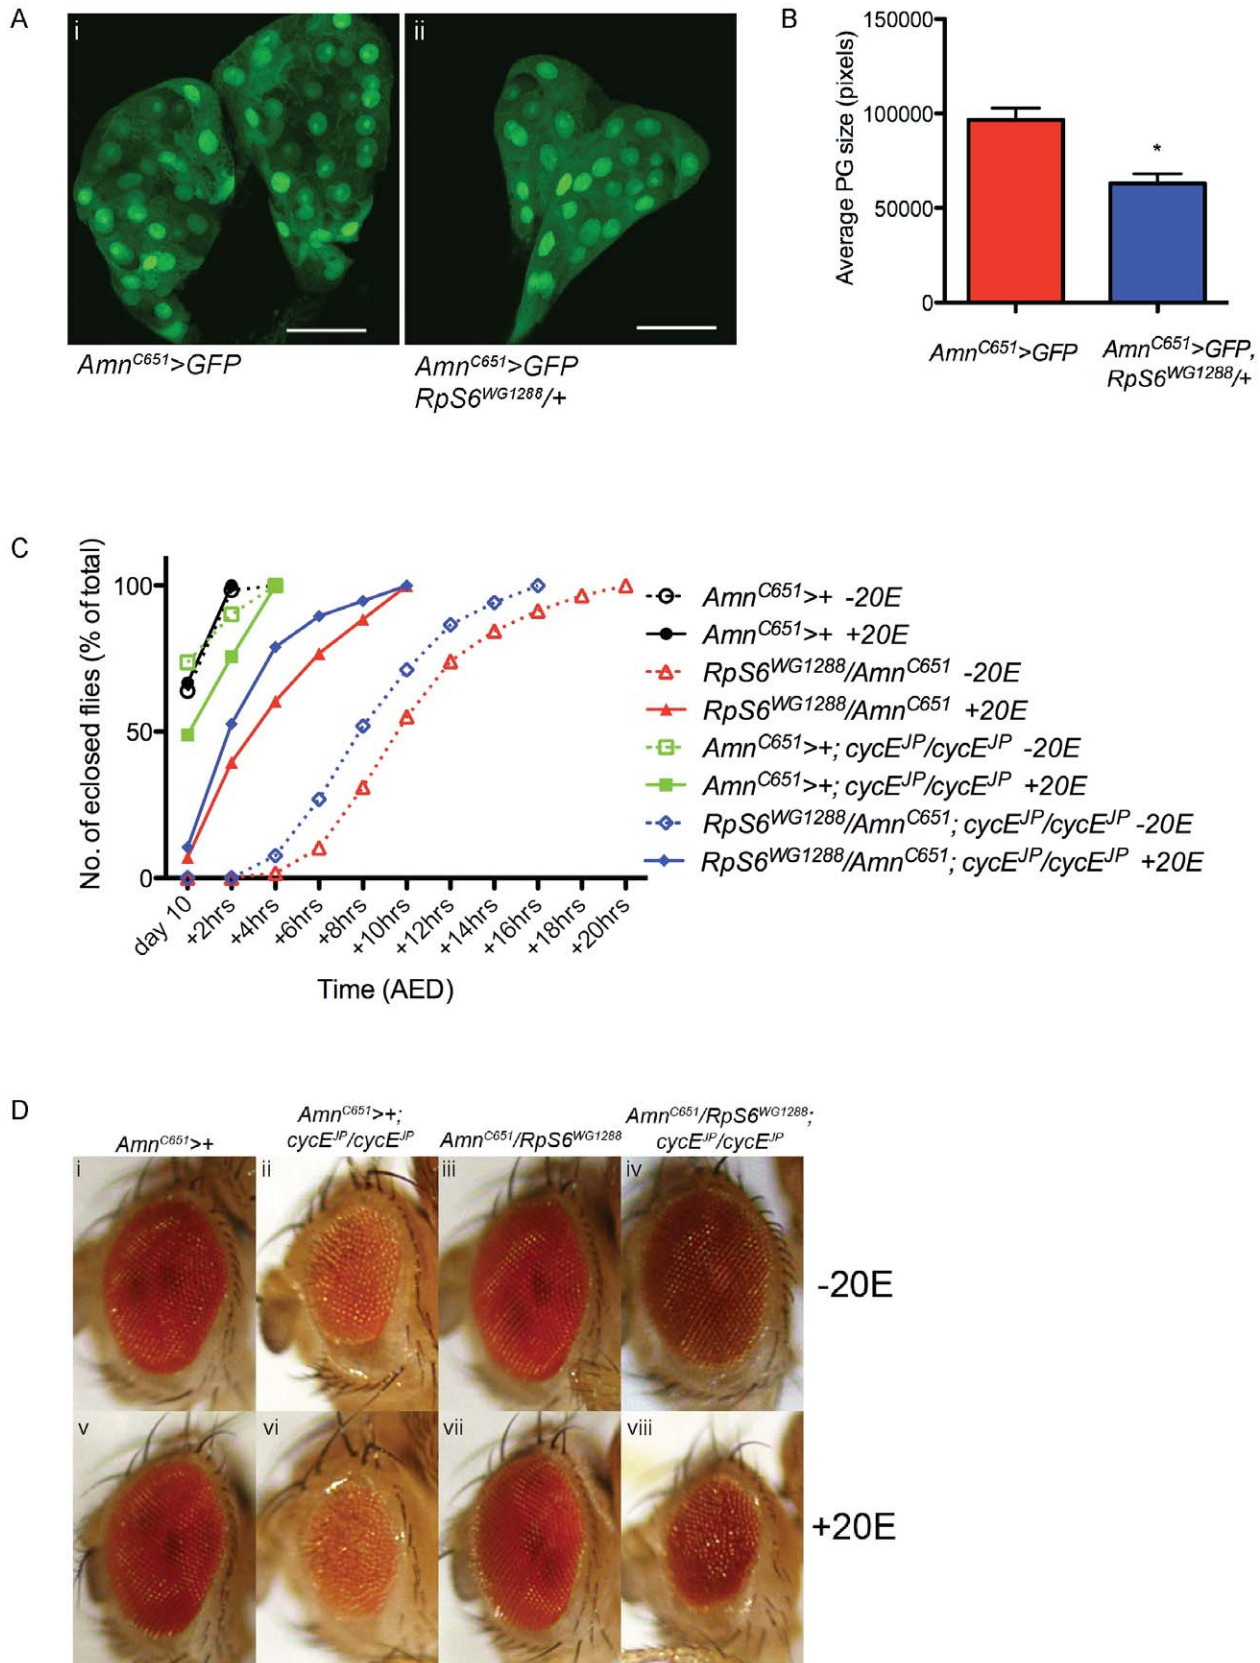 A
i
ii
Amn^C651>GFP
Amn^C651>GFP
RpS6^WG1288/+
B
Average PG size (pixels)
150000
100000
50000
0
*
Amn^C651>GFP
Amn^C651>GFP,
RpS6^WG1288/+
C
No. of eclosed flies (% of total)
100
50
0
day 10
+2hrs
+4hrs
+6hrs
+8hrs
+10hrs
+12hrs
+14hrs
+16hrs
+18hrs
+20hrs
Time (AED)
Amn^C651>+ -20E
Amn^C651>+ +20E
RpS6^WG1288/Amn^C651 -20E
RpS6^WG1288/Amn^C651 +20E
Amn^C651>+; cycE^JP/cycE^JP -20E
Amn^C651>+; cycE^JP/cycE^JP +20E
RpS6^WG1288/Amn^C651; cycE^JP/cycE^JP -20E
RpS6^WG1288/Amn^C651; cycE^JP/cycE^JP +20E
D
Amn^C651>+
Amn^C651>+;
cycE^JP/cycE^JP
Amn^C651/RpS6^WG1288
Amn^C651/RpS6^WG1288;
cycE^JP/cycE^JP
i
ii
iii
iv
-20E
v
vi
vii
viii
+20E